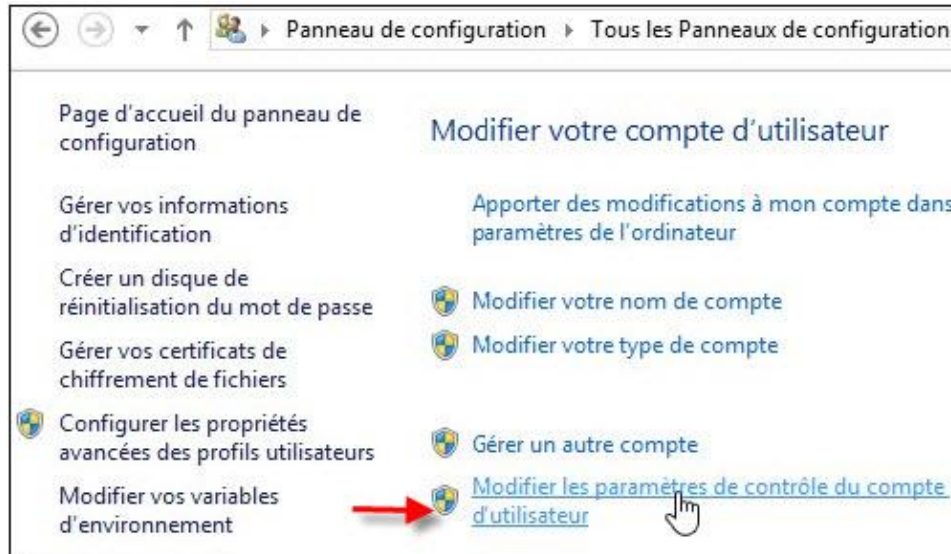 Panneau de configuration Tous les Panneaux de configuration
Page d'accueil du panneau de
configuration
Gérer vos informations
d'identification
Créer un disque de
réinitialisation du mot de passe
Gérer vos certificats de
chiffrement de fichiers
Configurer les propriétés
avancées des profils utilisateurs
Modifier vos variables
d'environnement
Modifier votre compte d'utilisateur
Apporter des modifications à mon compte dans
paramètres de l'ordinateur
Modifier votre nom de compte
Modifier votre type de compte
Gérer un autre compte
Modifier les paramètres de contrôle du compte
d'utilisateur